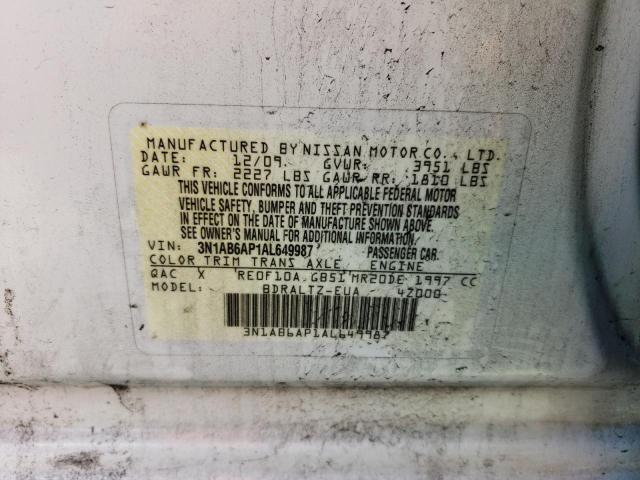 MANUFACTURED BY NISSAN MOTOR CO., LTD.
DATE: 12/09 GVWR: 3951 LBS
GAWR FR: 2227 LBS GAWR RR: 1810 LBS
THIS VEHICLE CONFORMS TO ALL APPLICABLE FEDERAL MOTOR
VEHICLE SAFETY, BUMPER AND THEFT PREVENTION STANDARDS
IN EFFECT ON THE DATE OF MANUFACTURE SHOWN ABOVE.
SEE OWNER'S MANUAL FOR ADDITIONAL INFORMATION.
VIN: 3N1AB6AP1AL649987 PASSENGER CAR.
COLOR TRIM TRANS AXLE ENGINE
QAC X RE0F10A GB51 MR20DE 1997 CC
MODEL: BDRALTZ-EUA 4Z000
3N1AB6AP1AL649987